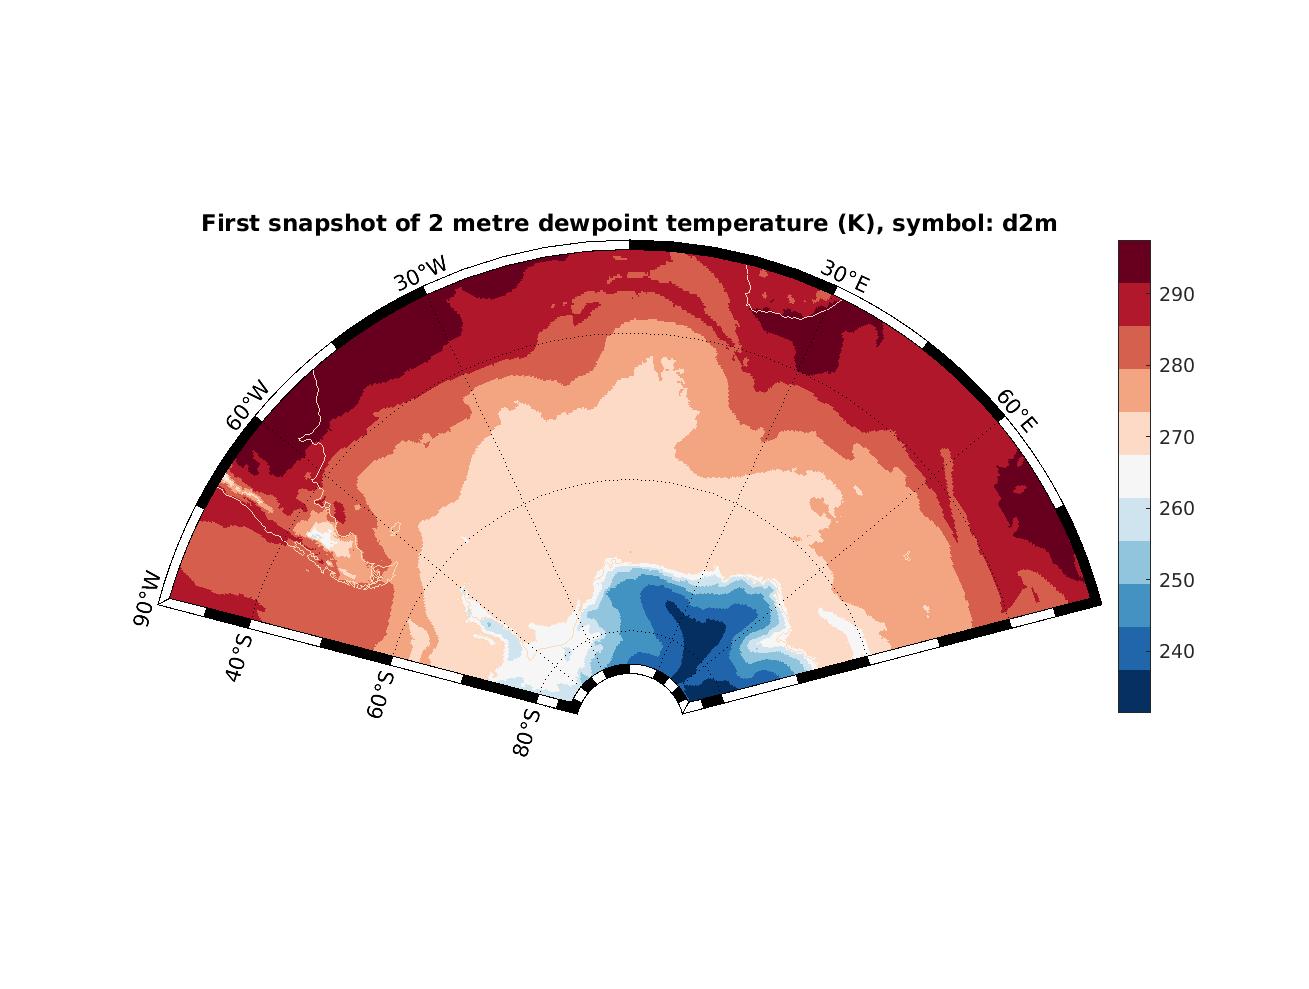 First snapshot of 2 metre dewpoint temperature (K), symbol: d2m
30°W
30°E
60°W
60°E
90°W
40°S
60°S
80°S
290
280
270
260
250
240